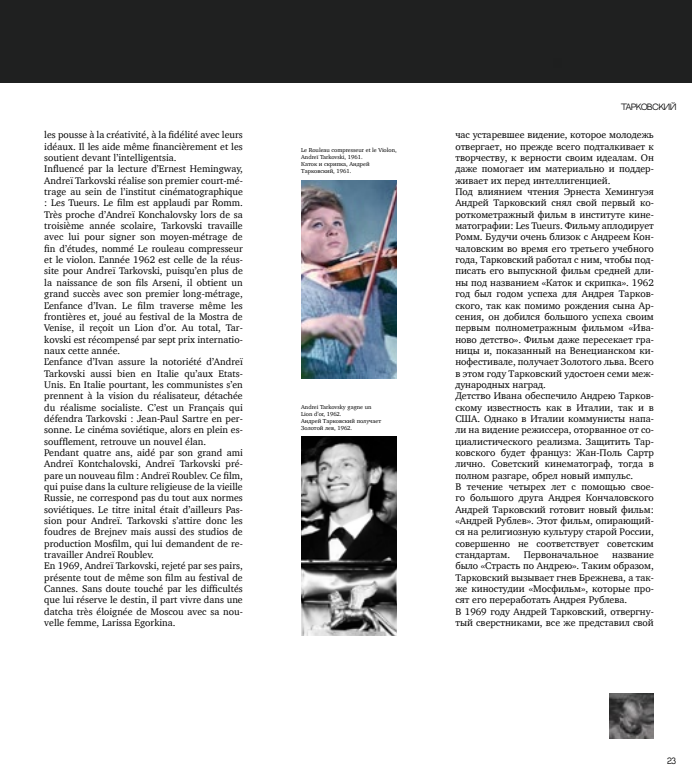 ТАРКОВСКИЙ
les pousse à la créativité, à la fidélité avec leurs
idéaux. Il les aide même financièrement et les
soutient devant l'intelligentsia.
Influencé par la lecture d'Ernest Hemingway,
Andreï Tarkovski réalise son premier court-mé-
trage au sein de l'institut cinématographique
: Les Tueurs. Le film est applaudi par Romm.
Très proche d'Andreï Konchalovsky lors de sa
troisième année scolaire, Tarkovski travaille
avec lui pour signer son moyen-métrage de
fin d'études, nommé Le rouleau compresseur
et le violon. L'année 1962 est celle de la réus-
site pour Andreï Tarkovski, puisqu'en plus de
la naissance de son fils Arseni, il obtient un
grand succès avec son premier long-métrage,
L'enfance d'Ivan. Le film traverse même les
frontières et, joué au festival de la Mostra de
Venise, il reçoit un Lion d'or. Au total, Tar-
kovski est récompensé par sept prix internatio-
naux cette année.
L'enfance d'Ivan assure la notoriété d'Andreï
Tarkovski aussi bien en Italie qu'aux Etats-
Unis. En Italie pourtant, les communistes s'en
prennent à la vision du réalisateur, détachée
du réalisme socialiste. C'est un Français qui
défendra Tarkovski : Jean-Paul Sartre en per-
sonne. Le cinéma soviétique, alors en plein es-
soufflement, retrouve un nouvel élan.
Pendant quatre ans, aidé par son grand ami
Andreï Kontchalovski, Andreï Tarkovski pré-
pare un nouveau film : Andreï Roublev. Ce film,
qui puise dans la culture religieuse de la vieille
Russie, ne correspond pas du tout aux normes
soviétiques. Le titre inital était d'ailleurs Pas-
sion pour Andreï. Tarkovski s'attire donc les
foudres de Brejnev mais aussi des studios de
production Mosfilm, qui lui demandent de re-
travailler Andreï Roublev.
En 1969, Andreï Tarkovski, rejeté par ses pairs,
présente tout de même son film au festival de
Cannes. Sans doute touché par les difficultés
que lui réserve le destin, il part vivre dans une
datcha très éloignée de Moscou avec sa nou-
velle femme, Larissa Egorkina.
Le Rouleau compresseur et le Violon,
Andreï Tarkovski, 1961.
Каток и скрипка, Андрей
Тарковский, 1961.
Andreï Tarkovsky gagne un
Lion d'or, 1962.
Андрей Тарковский получает
Золотой лев, 1962.
час устаревшее видение, которое молодежь
отвергает, но прежде всего подталкивает к
творчеству, к верности своим идеалам. Он
даже помогает им материально и поддер-
живает их перед интеллигенцией.
Под влиянием чтения Эрнеста Хемингуэя
Андрей Тарковский снял свой первый ко-
роткометражный фильм в институте кине-
матографии: Les Tueurs. Фильму аплодирует
Ромм. Будучи очень близок с Андреем Кон-
чаловским во время его третьего учебного
года, Тарковский работал с ним, чтобы под-
писать его выпускной фильм средней дли-
ны под названием «Каток и скрипка». 1962
год был годом успеха для Андрея Тарков-
ского, так как помимо рождения сына Ар-
сения, он добился большого успеха своим
первым полнометражным фильмом «Ива-
ново детство». Фильм даже пересекает гра-
ницы и, показанный на Венецианском ки-
нофестивале, получает Золотого льва. Всего
в этом году Тарковский удостоен семи меж-
дународных наград.
Детство Ивана обеспечило Андрею Тарков-
скому известность как в Италии, так и в
США. Однако в Италии коммунисты напа-
ли на видение режиссера, оторванное от со-
циалистического реализма. Защитить Тар-
ковского будет француз: Жан-Поль Сартр
лично. Советский кинематограф, тогда в
полном разгаре, обрел новый импульс.
В течение четырех лет с помощью свое-
го большого друга Андрея Кончаловского
Андрей Тарковский готовит новый фильм:
«Андрей Рублев». Этот фильм, опирающий-
ся на религиозную культуру старой России,
совершенно не соответствует советским
стандартам. Первоначальное название
было «Страсть по Андрею». Таким образом,
Тарковский вызывает гнев Брежнева, а так-
же киностудии «Мосфильм», которые про-
сят его переработать Андрея Рублева.
В 1969 году Андрей Тарковский, отвергну-
тый сверстниками, все же представил свой
23